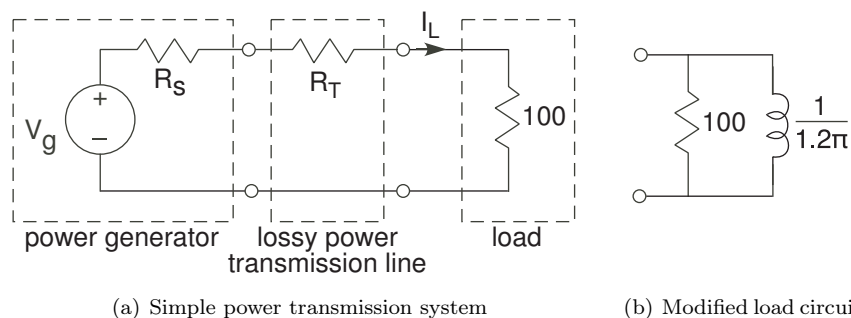 I_L
R_S
R_T
+
100
V_g
–
100
1
1.2π
power generator
lossy power
transmission line
load
(a) Simple power transmission system
(b) Modified load circui